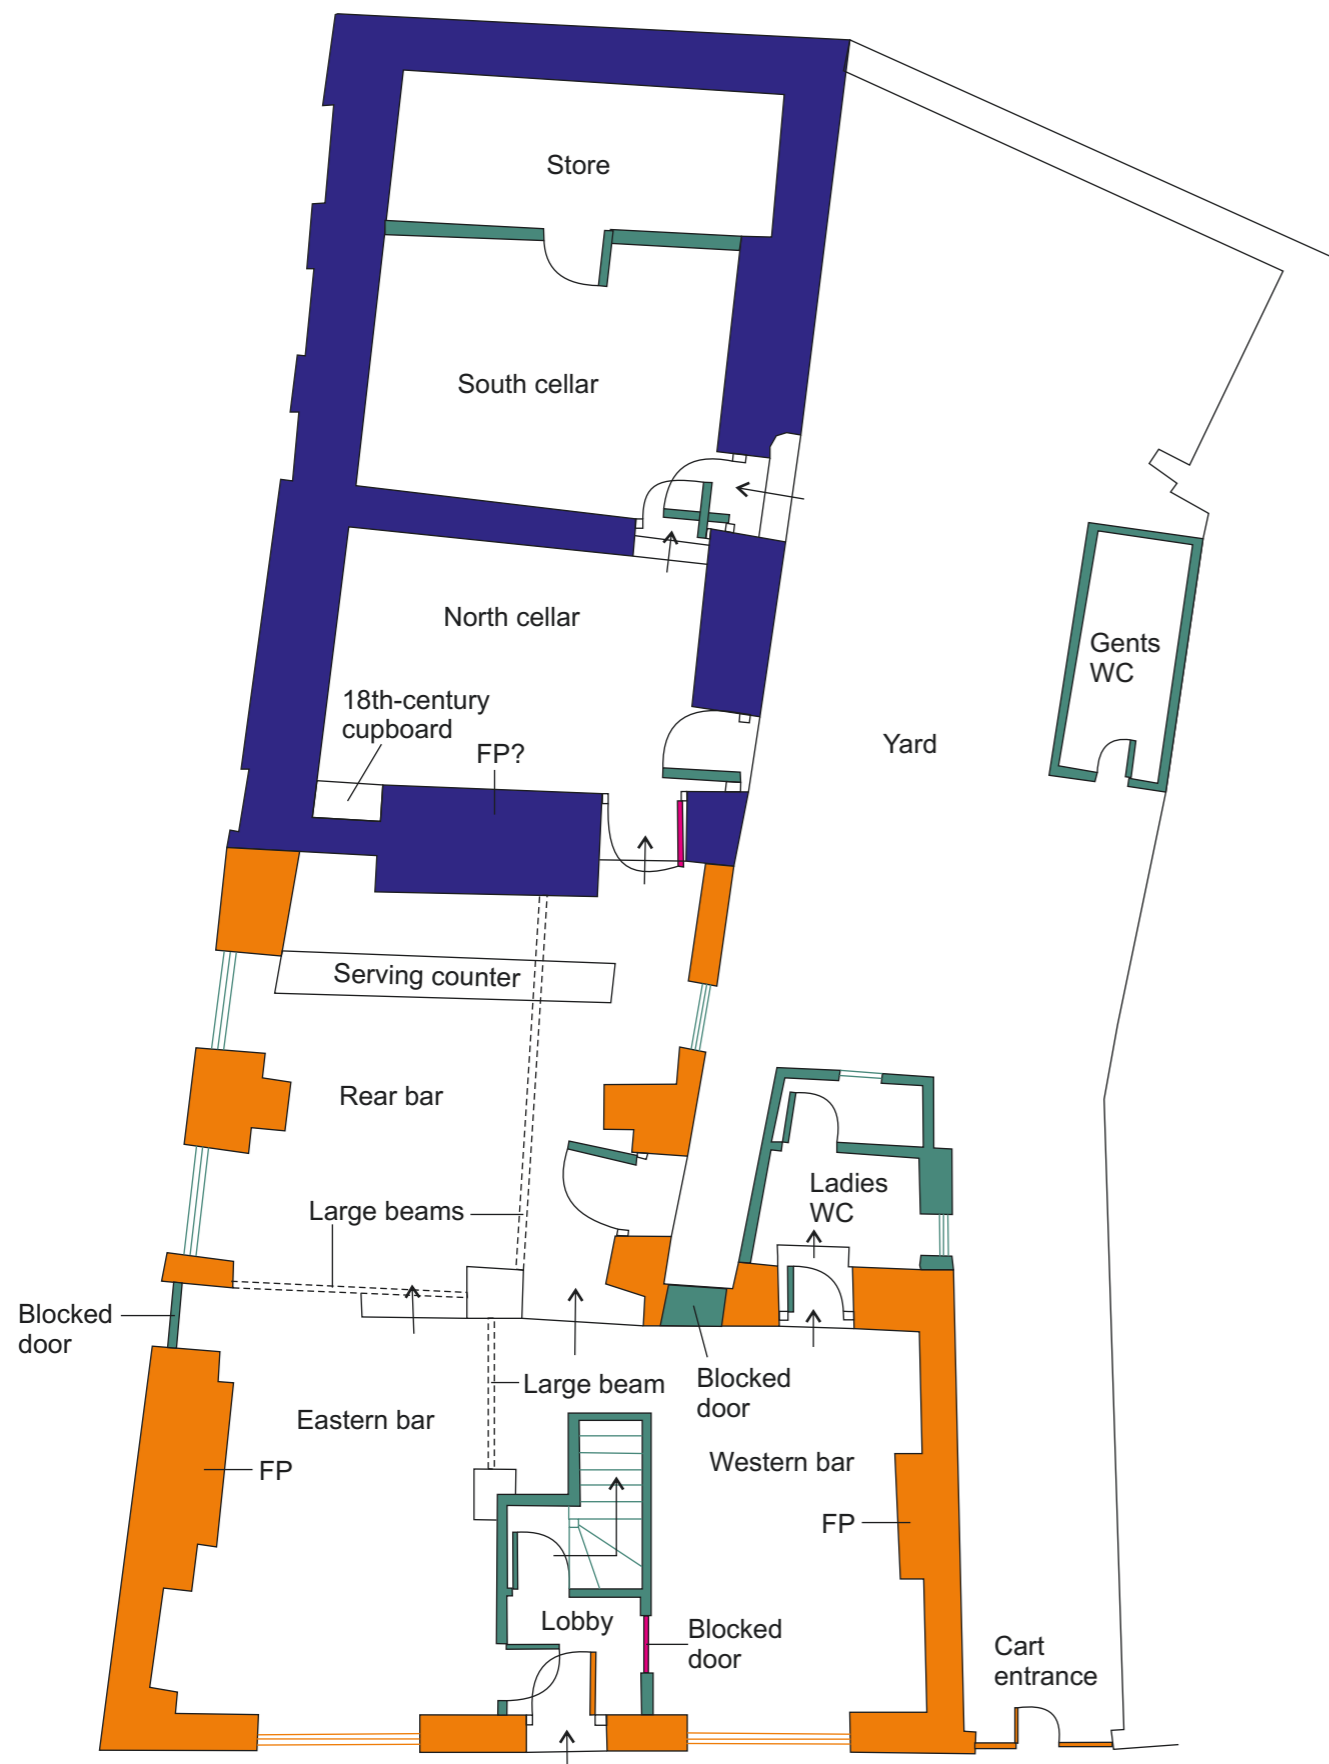 Store
South cellar
North cellar
18th-century
cupboard
FP?
Gents
WC
Yard
Serving counter
Rear bar
Ladies
WC
Large beams
Blocked
door
Large beam
Blocked
door
Eastern bar
Western bar
FP
FP
Lobby
Blocked
door
Cart
entrance